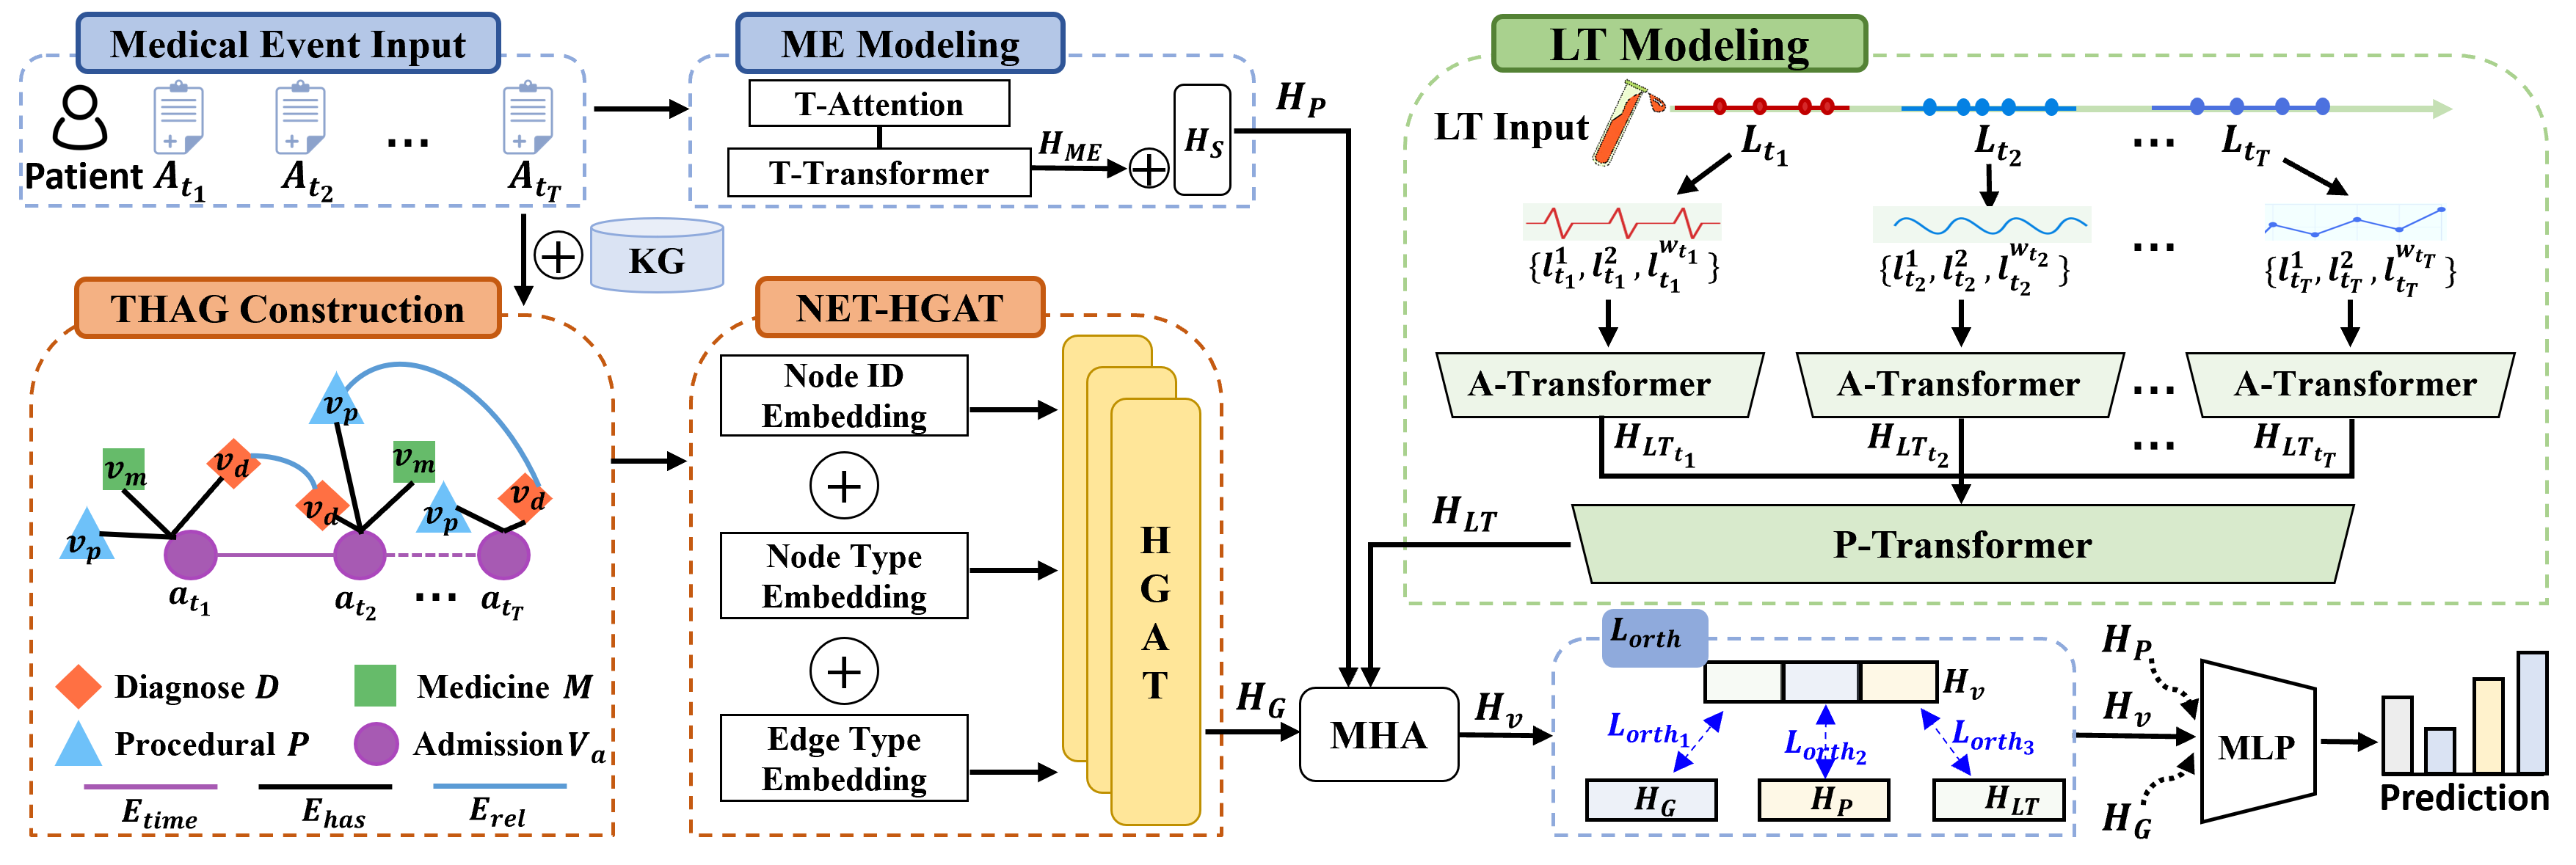 Medical Event Input
Patient
A_{t_1}
A_{t_2}
...
A_{t_T}
ME Modeling
T-Attention
T-Transformer
H_{ME}
+
H_S
H_P
+
KG
THAG Construction
v_p
v_m
v_d
v_d
v_p
v_m
v_p
v_d
a_{t_1}
a_{t_2}
...
a_{t_T}
Diagnose D
Medicine M
Procedural P
Admission V_a
E_{time}
E_{has}
E_{rel}
NET-HGAT
Node ID
Embedding
+
Node Type
Embedding
+
Edge Type
Embedding
H
G
A
T
H_G
LT Modeling
LT Input
L_{t_1}
L_{t_2}
...
L_{t_T}
{l_{t_1}^1, l_{t_1}^2, l_{t_1}^{w_{t_1}}}
{l_{t_2}^1, l_{t_2}^2, l_{t_2}^{w_{t_2}}}
...
{l_{t_T}^1, l_{t_T}^2, l_{t_T}^{w_{t_T}}}
A-Transformer
A-Transformer
...
A-Transformer
H_{LT_{t_1}}
H_{LT_{t_2}}
...
H_{LT_{t_T}}
P-Transformer
H_{LT}
MHA
H_v
L_{orth}
H_v
L_{orth_1}
L_{orth_2}
L_{orth_3}
H_G
H_P
H_{LT}
H_P
H_v
H_G
MLP
Prediction